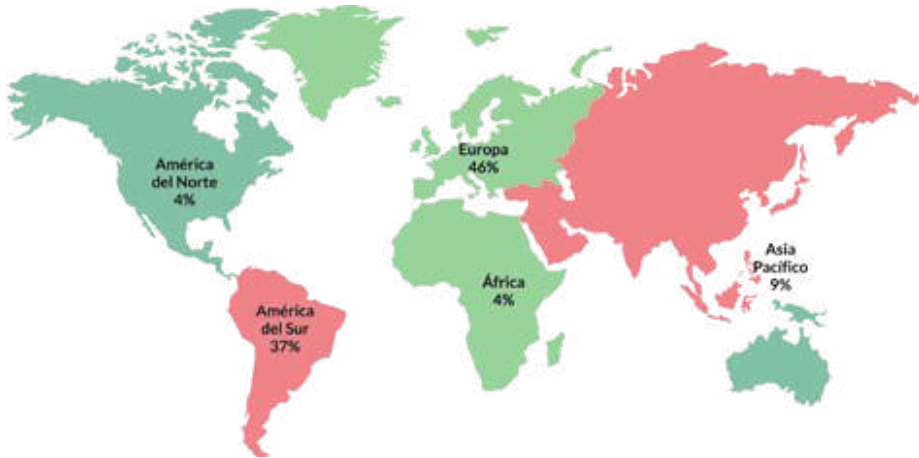 América
del Norte
4%
Europa
46%
Asia
Pacífico
9%
África
4%
América
del Sur
37%